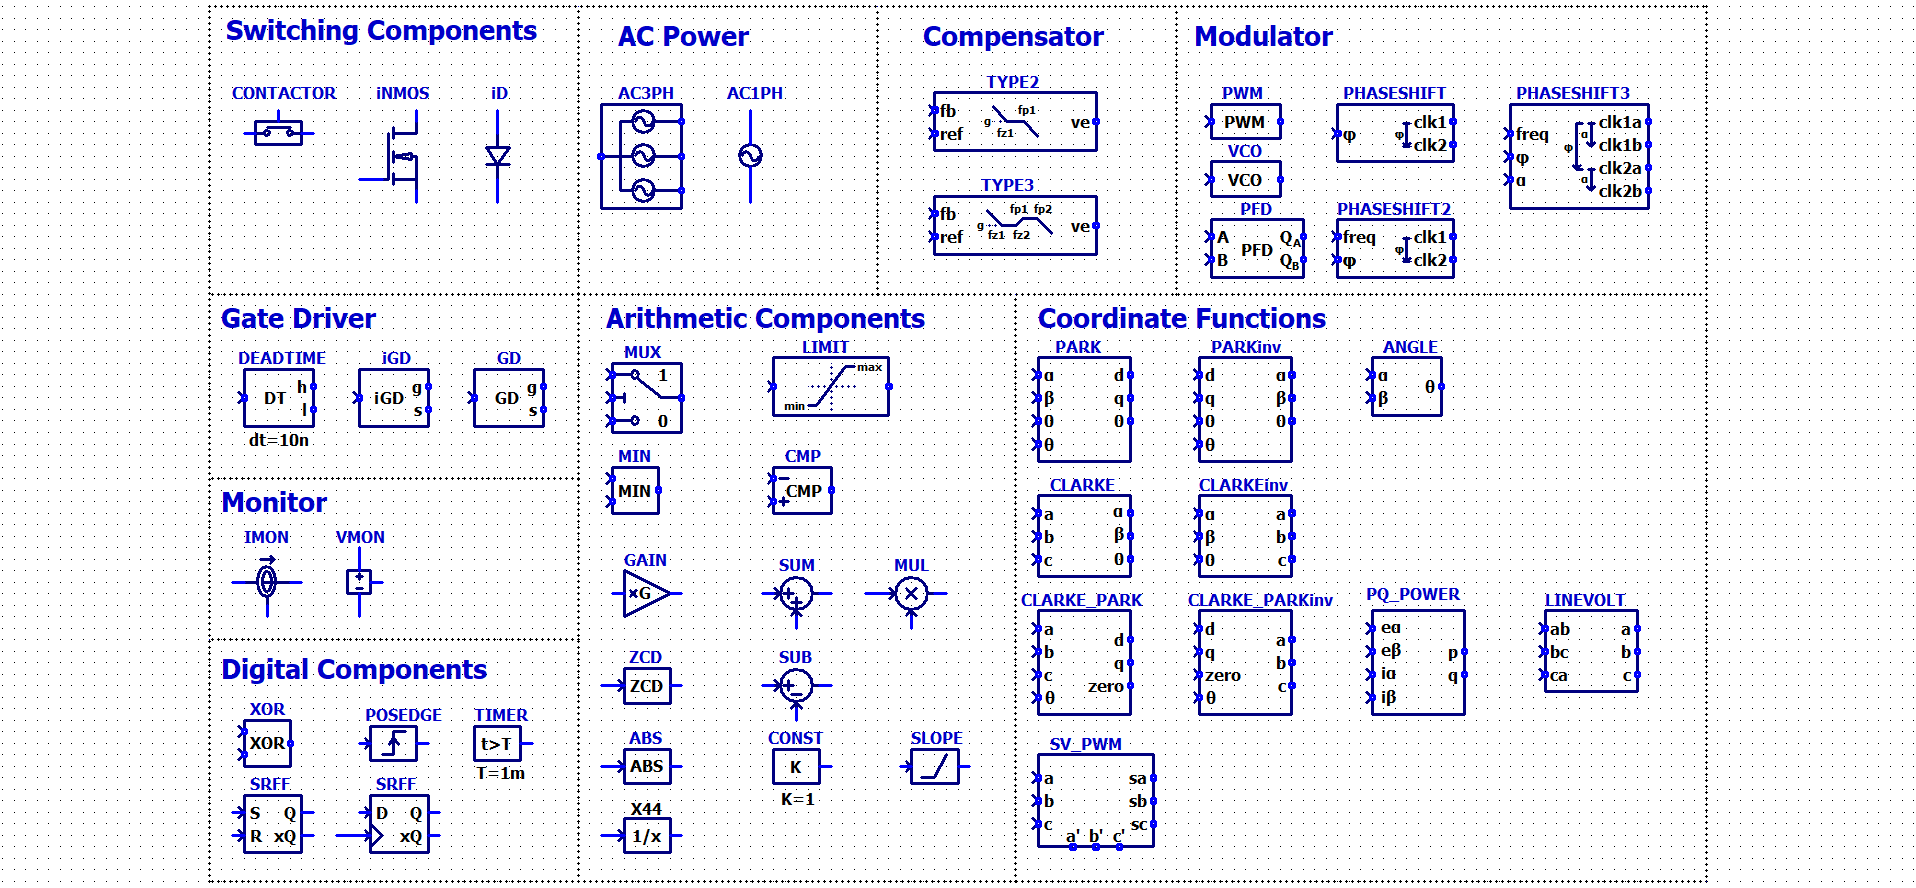 Switching Components
CONTACTOR
iNMOS
iD
AC Power
AC3PH
AC1PH
Compensator
TYPE2
fb
ref
g
fz1
fp1
ve
TYPE3
fb
ref
g
fz1
fz2
fp1
fp2
ve
Modulator
PWM
PWM
VCO
VCO
PFD
A
B
PFD
QA
QB
PHASESHIFT
φ
φ
clk1
clk2
PHASESHIFT2
freq
φ
φ
clk1
clk2
PHASESHIFT3
freq
φ
α
φ
α
α
clk1a
clk1b
clk2a
clk2b
Gate Driver
DEADTIME
DT
h
l
dt=10n
iGD
iGD
g
s
GD
GD
g
s
Monitor
IMON
VMON
Digital Components
XOR
XOR
POSEDGE
TIMER
t>T
T=1m
SRFF
S
R
Q
xQ
SRFF
D
Q
xQ
Arithmetic Components
MUX
1
0
LIMIT
max
min
MIN
MIN
CMP
CMP
GAIN
×G
SUM
MUL
ZCD
ZCD
SUB
ABS
ABS
CONST
K
K=1
SLOPE
X44
1/x
Coordinate Functions
PARK
α
β
0
θ
d
q
0
PARKinv
d
q
0
θ
α
β
0
ANGLE
α
β
θ
CLARKE
a
b
c
α
β
0
CLARKEinv
α
β
0
a
b
c
CLARKE_PARK
a
b
c
θ
d
q
zero
CLARKE_PARKinv
d
q
zero
θ
a
b
c
PQ_POWER
eα
eβ
iα
iβ
p
q
LINEVOLT
ab
bc
ca
a
b
c
SV_PWM
a
b
c
sa
sb
sc
a' b' c'